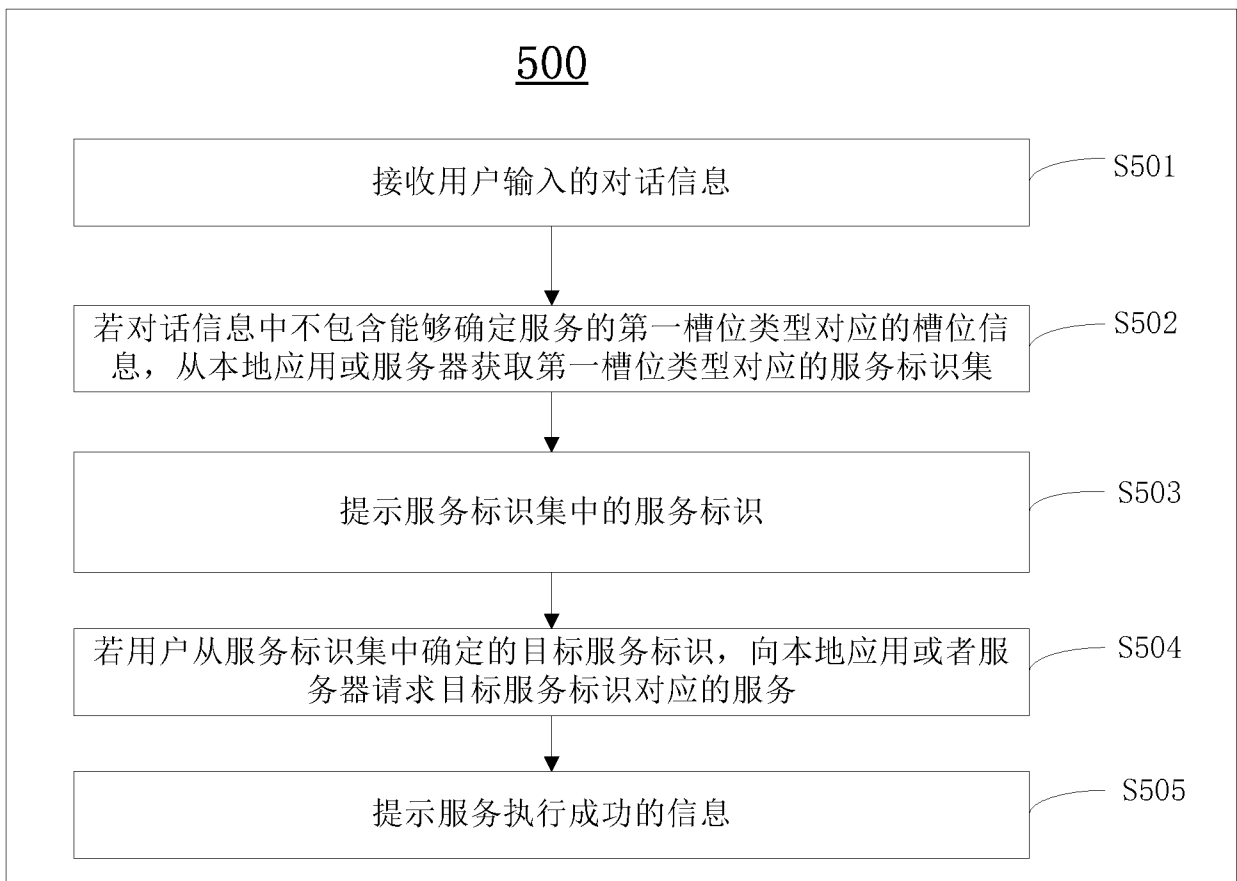 500
接收用户输入的对话信息
S501
若对话信息中不包含能够确定服务的第一槽位类型对应的槽位信
息，从本地应用或服务器获取第一槽位类型对应的服务标识集
S502
提示服务标识集中的服务标识
S503
若用户从服务标识集中确定的目标服务标识，向本地应用或者服
务器请求目标服务标识对应的服务
S504
提示服务执行成功的信息
S505